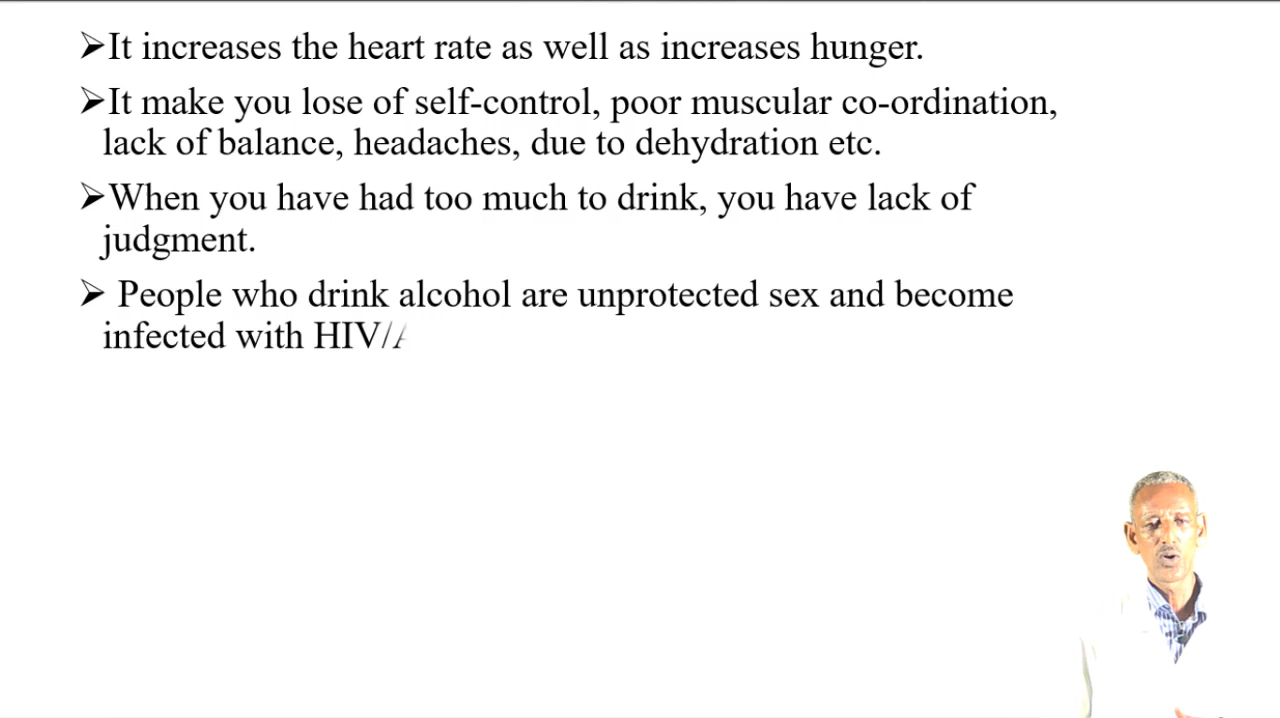 ➢It increases the heart rate as well as increases hunger.
➢It make you lose of self-control, poor muscular co-ordination,
lack of balance, headaches, due to dehydration etc.
➢When you have had too much to drink, you have lack of
judgment.
➢ People who drink alcohol are unprotected sex and become
infected with HIV/